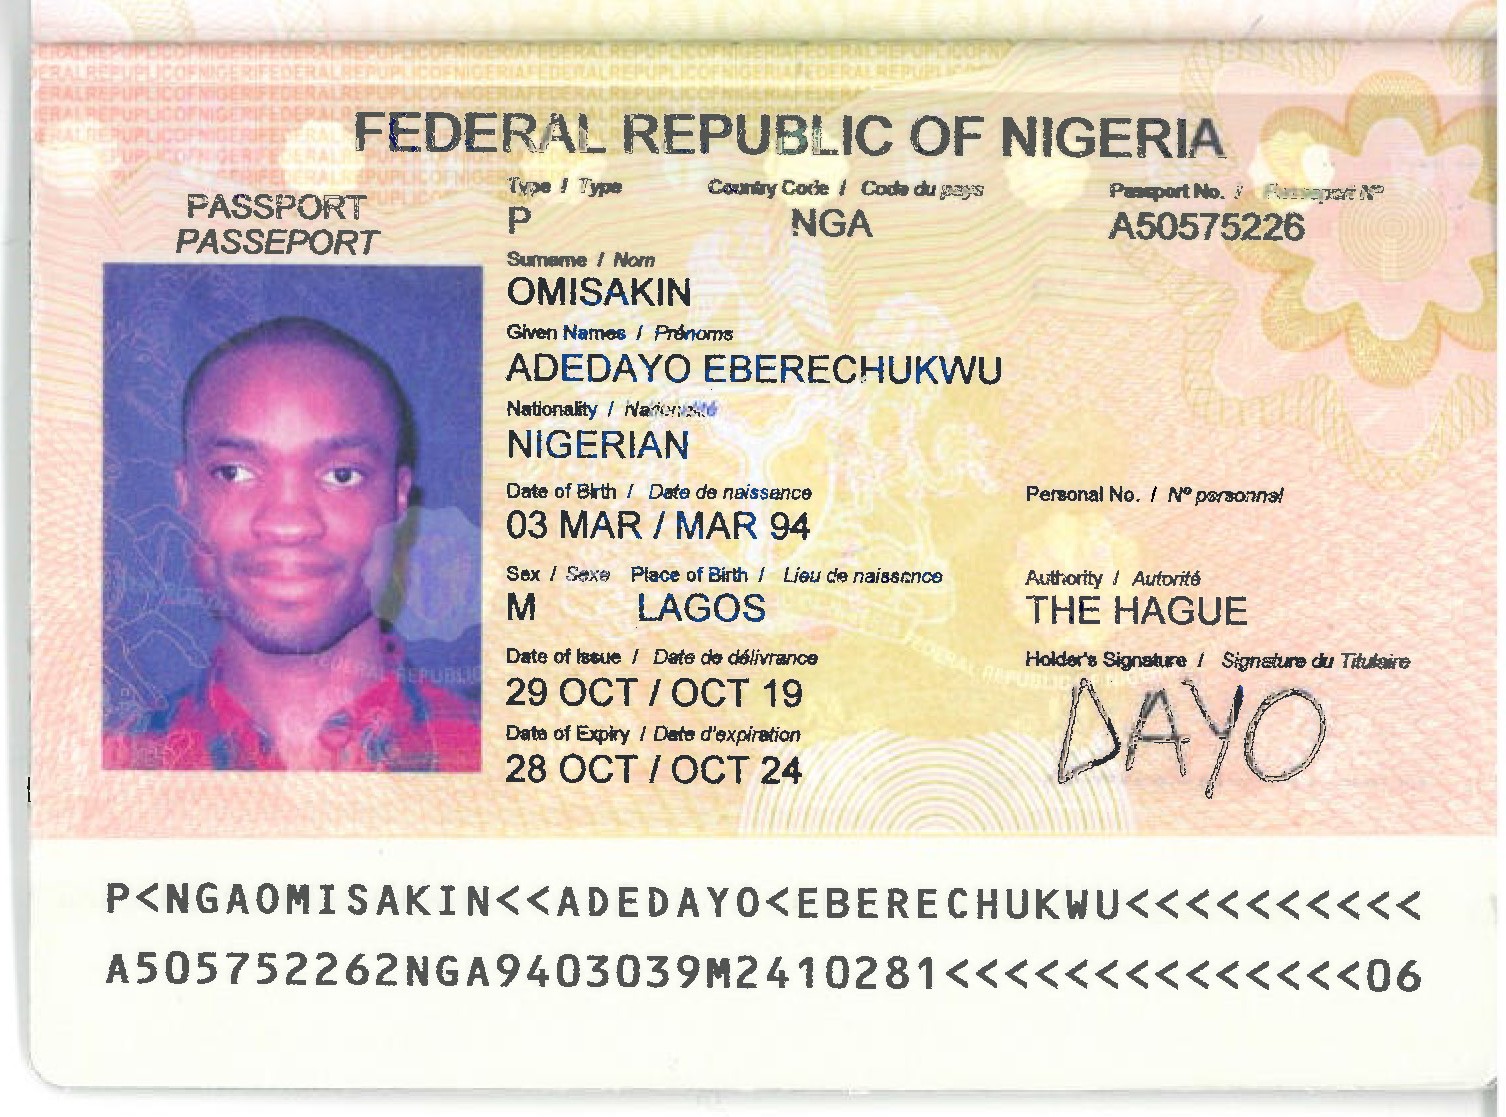 FEDERAL REPUBLIC OF NIGERIA
PASSPORT
PASSEPORT
Type / Type
P
Country Code / Code du pays
NGA
Passport No. / Passeport Nº
A50575226
Surname / Nom
OMISAKIN
Given Names / Prénoms
ADEDAYO EBERECHUKWU
Nationality / Nationalité
NIGERIAN
Date of Birth / Date de naissance
03 MAR / MAR 94
Personal No. / Nº personnel
Sex / Sexe
M
Place of Birth / Lieu de naissance
LAGOS
Authority / Autorité
THE HAGUE
Date of Issue / Date de délivrance
29 OCT / OCT 19
Holder's Signature / Signature du Titulaire
DAYO
Date of Expiry / Date d'expiration
28 OCT / OCT 24
P<NGAOMISAKIN<<ADEDAYO<EBERECHUKWU<<<<<<<<<<
A505752262NGA9403039M2410281<<<<<<<<<<<<<<06